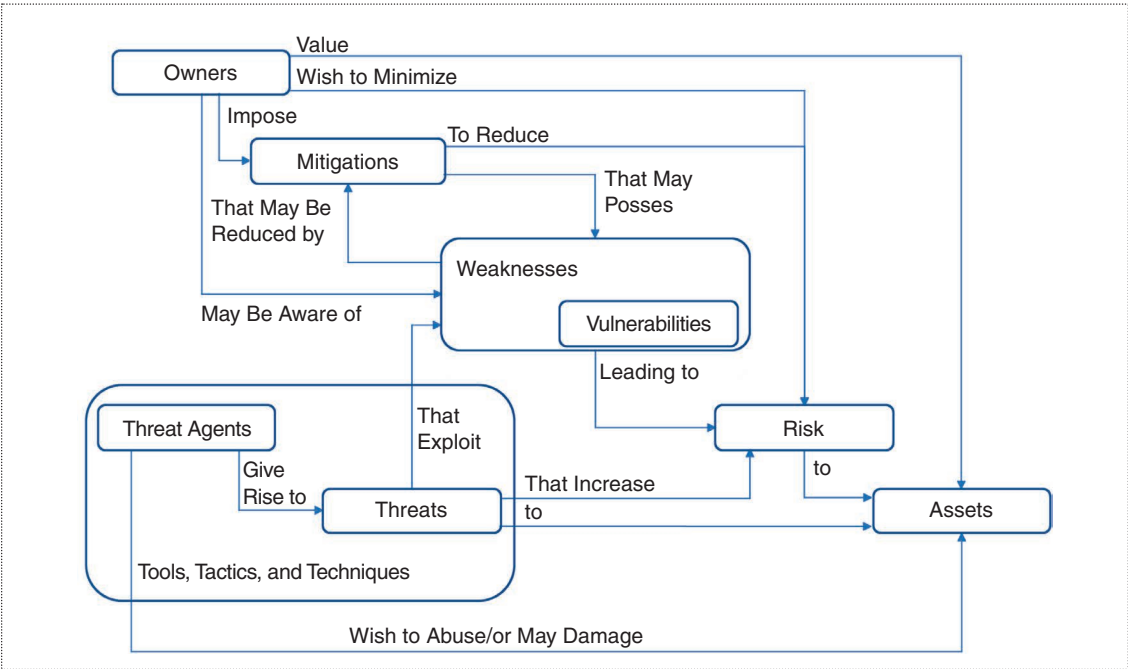 Value
Owners
Wish to Minimize
Impose
To Reduce
Mitigations
That May
Posses
That May Be
Reduced by
Weaknesses
May Be Aware of
Vulnerabilities
Leading to
That
Exploit
Threat Agents
Risk
Give
Rise to
to
That Increase
Threats
to
Assets
Tools, Tactics, and Techniques
Wish to Abuse/or May Damage